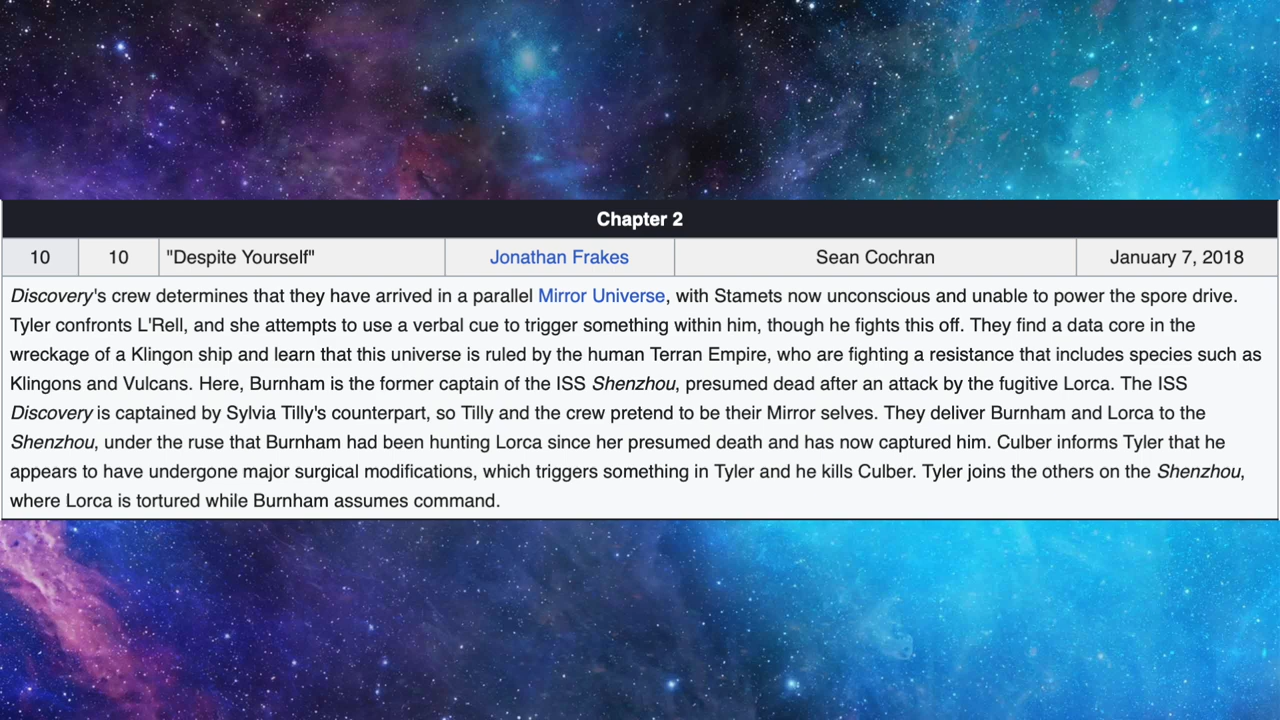 Chapter 2
10 10 "Despite Yourself" Jonathan Frakes Sean Cochran January 7, 2018
Discovery's crew determines that they have arrived in a parallel Mirror Universe, with Stamets now unconscious and unable to power the spore drive.
Tyler confronts L'Rell, and she attempts to use a verbal cue to trigger something within him, though he fights this off. They find a data core in the
wreckage of a Klingon ship and learn that this universe is ruled by the human Terran Empire, who are fighting a resistance that includes species such as
Klingons and Vulcans. Here, Burnham is the former captain of the ISS Shenzhou, presumed dead after an attack by the fugitive Lorca. The ISS
Discovery is captained by Sylvia Tilly's counterpart, so Tilly and the crew pretend to be their Mirror selves. They deliver Burnham and Lorca to the
Shenzhou, under the ruse that Burnham had been hunting Lorca since her presumed death and has now captured him. Culber informs Tyler that he
appears to have undergone major surgical modifications, which triggers something in Tyler and he kills Culber. Tyler joins the others on the Shenzhou,
where Lorca is tortured while Burnham assumes command.